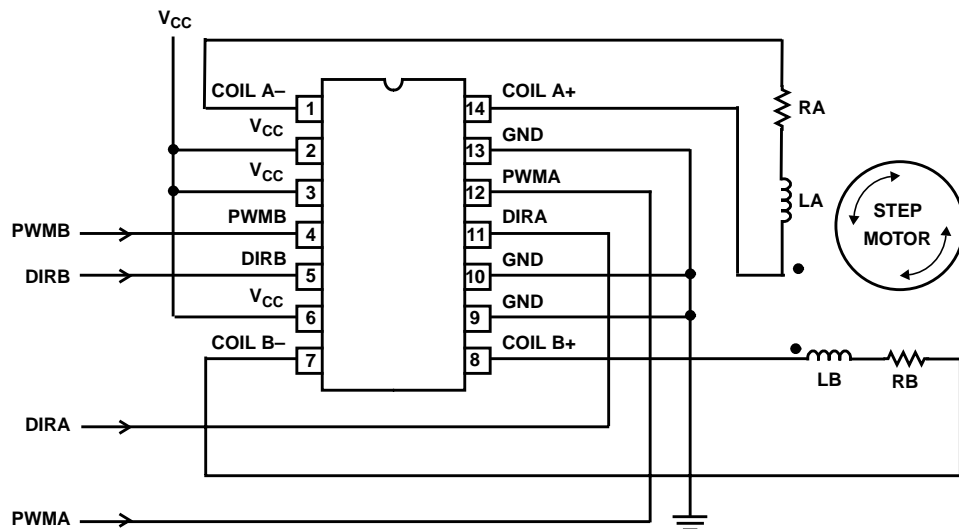 VCC
COIL A–
1
14
COIL A+
RA
VCC
2
13
GND
VCC
3
12
PWMA
LA
PWMB
PWMB
4
11
DIRA
STEP
MOTOR
DIRB
DIRB
5
10
GND
VCC
6
9
GND
COIL B–
7
8
COIL B+
LB
RB
DIRA
PWMA